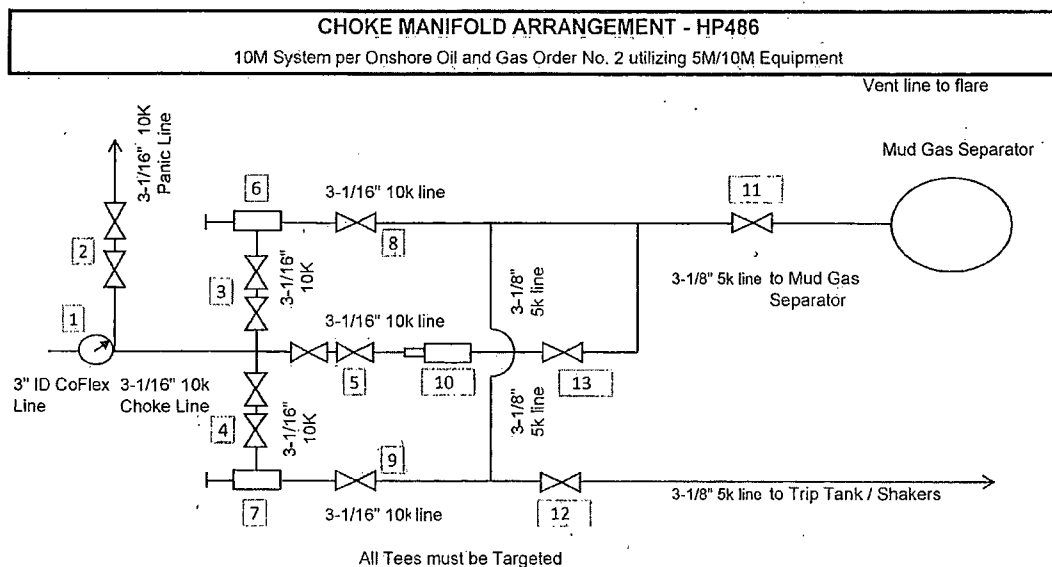 CHOKE MANIFOLD ARRANGEMENT - HP486
10M System per Onshore Oil and Gas Order No. 2 utilizing 5M/10M Equipment
Vent line to flare
Mud Gas Separator
3-1/16" 10K
Panic Line
6
3-1/16" 10k line
11
2
8
3-1/16"
10K
3
3-1/8"
5k line
3-1/8" 5k line to Mud Gas
Separator
1
3-1/16" 10k line
3" ID CoFlex
Line
3-1/16" 10k
Choke Line
5
10
13
4
3-1/16"
10K
3-1/8"
5k line
9
7
3-1/16" 10k line
12
3-1/8" 5k line to Trip Tank / Shakers
All Tees must be Targeted